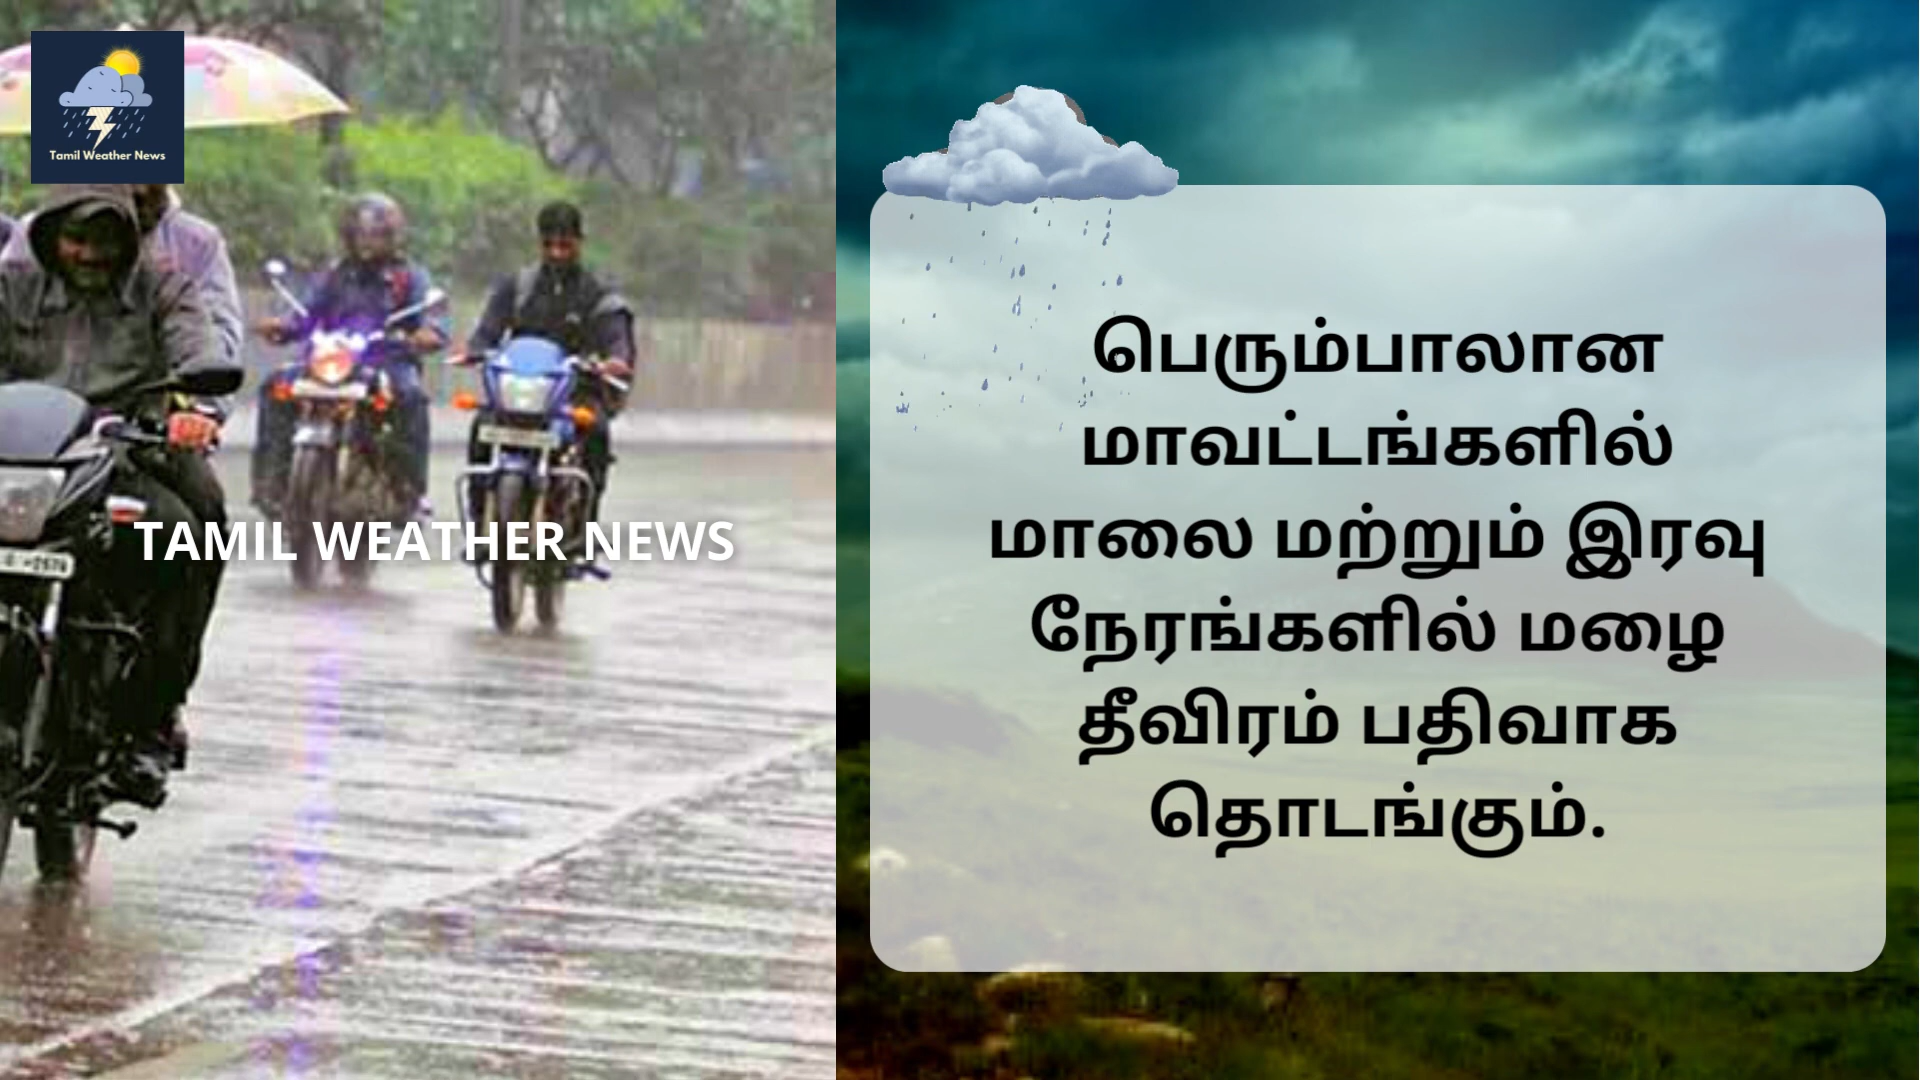 Tamil Weather News
TAMIL WEATHER NEWS
பெரும்பாலான
மாவட்டங்களில்
மாலை மற்றும் இரவு
நேரங்களில் மழை
தீவிரம் பதிவாக
தொடங்கும்.